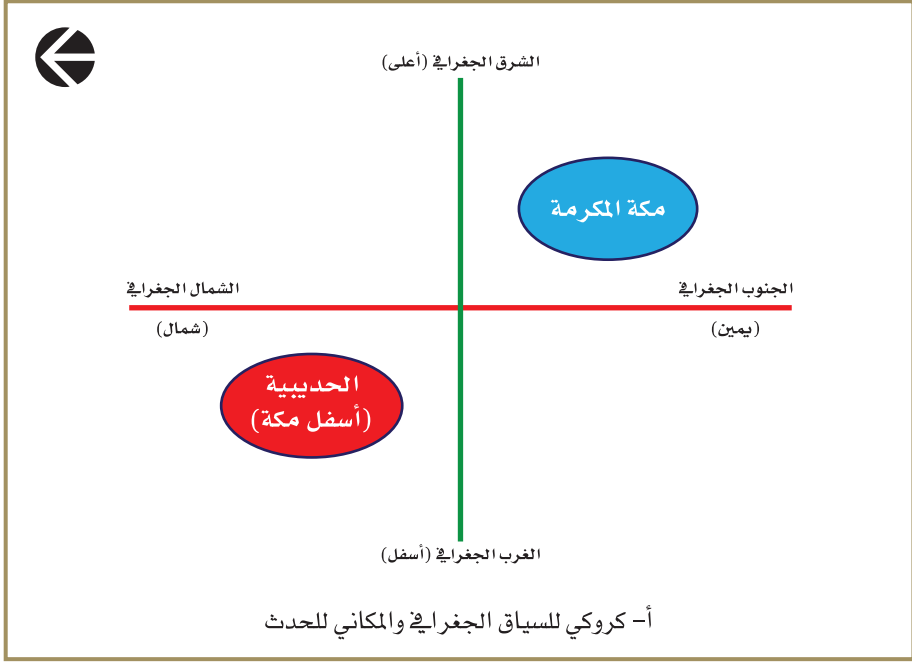 الشرق الجغرافي (أعلى)
مكة المكرمة
الجنوب الجغرافي
الشمال الجغرافي
(يمين)
(شمال)
الحديبية
(أسفل مكة)
الغرب الجغرافي (أسفل)
أ- كروكي للسياق الجغرافي والمكاني للحدث